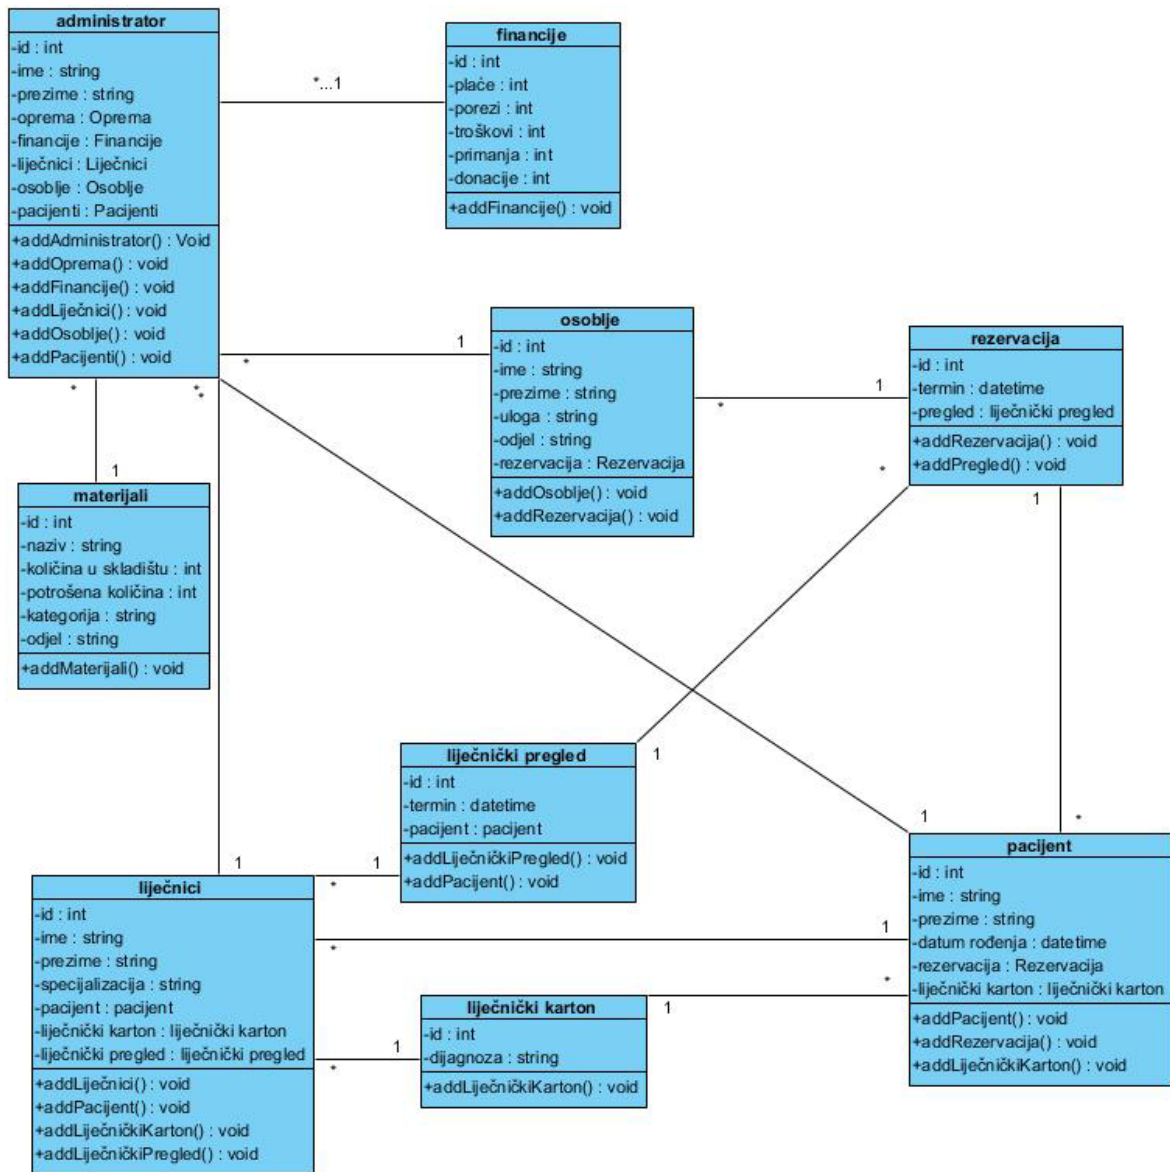 administrator
-id : int
-ime : string
-prezime : string
-oprema : Oprema
-financije : Financije
-liječnici : Liječnici
-osoblje : Osoblje
-pacijenti : Pacijenti
+addAdministrator() : Void
+addOprema() : void
+addFinancije() : void
+addLiječnici() : void
+addOsoblje() : void
+addPacijenti() : void
*...1
financije
-id : int
-plaće : int
-porezi : int
-troškovi : int
-primanja : int
-donacije : int
+addFinancije() : void
*
1
osoblje
-id : int
-ime : string
-prezime : string
-uloga : string
-odjel : string
-rezervacija : Rezervacija
+addOsoblje() : void
+addRezervacija() : void
*
1
rezervacija
-id : int
-termin : datetime
-pregled : liječnički pregled
+addRezervacija() : void
+addPregled() : void
*
1
*
*
*
1
materijali
-id : int
-naziv : string
-količina u skladištu : int
-potrošena količina : int
-kategorija : string
-odjel : string
+addMaterijali() : void
1
liječnički pregled
-id : int
-termin : datetime
-pacijent : pacijent
+addLiječničkiPregled() : void
+addPacijent() : void
1
*
1
*
1
pacijent
-id : int
-ime : string
-prezime : string
-datum rođenja : datetime
-rezervacija : Rezervacija
-liječnički karton : liječnički karton
+addPacijent() : void
+addRezervacija() : void
+addLiječničkiKarton() : void
liječnici
-id : int
-ime : string
-prezime : string
-specijalizacija : string
-pacijent : pacijent
-liječnički karton : liječnički karton
-liječnički pregled : liječnički pregled
+addLiječnici() : void
+addPacijent() : void
+addLiječničkiKarton() : void
+addLiječničkiPregled() : void
1
*
1
*
*
1
liječnički karton
-id : int
-dijagnoza : string
+addLiječničkiKarton() : void
1
*